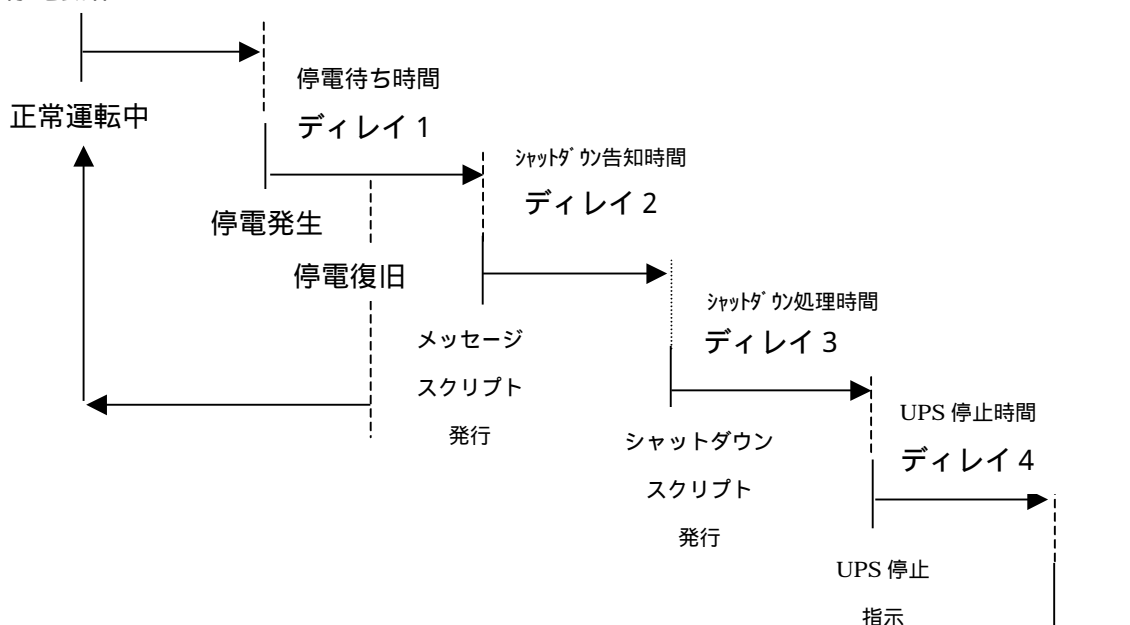 停電待ち時間
正常運転中
ディレイ 1
ｼｬｯﾄﾀﾞｳﾝ告知時間
ディレイ 2
停電発生
停電復旧
ｼｬｯﾄﾀﾞｳﾝ処理時間
メッセージ
スクリプト
発行
ディレイ 3
UPS 停止時間
シャットダウン
スクリプト
発行
ディレイ 4
UPS 停止
指示